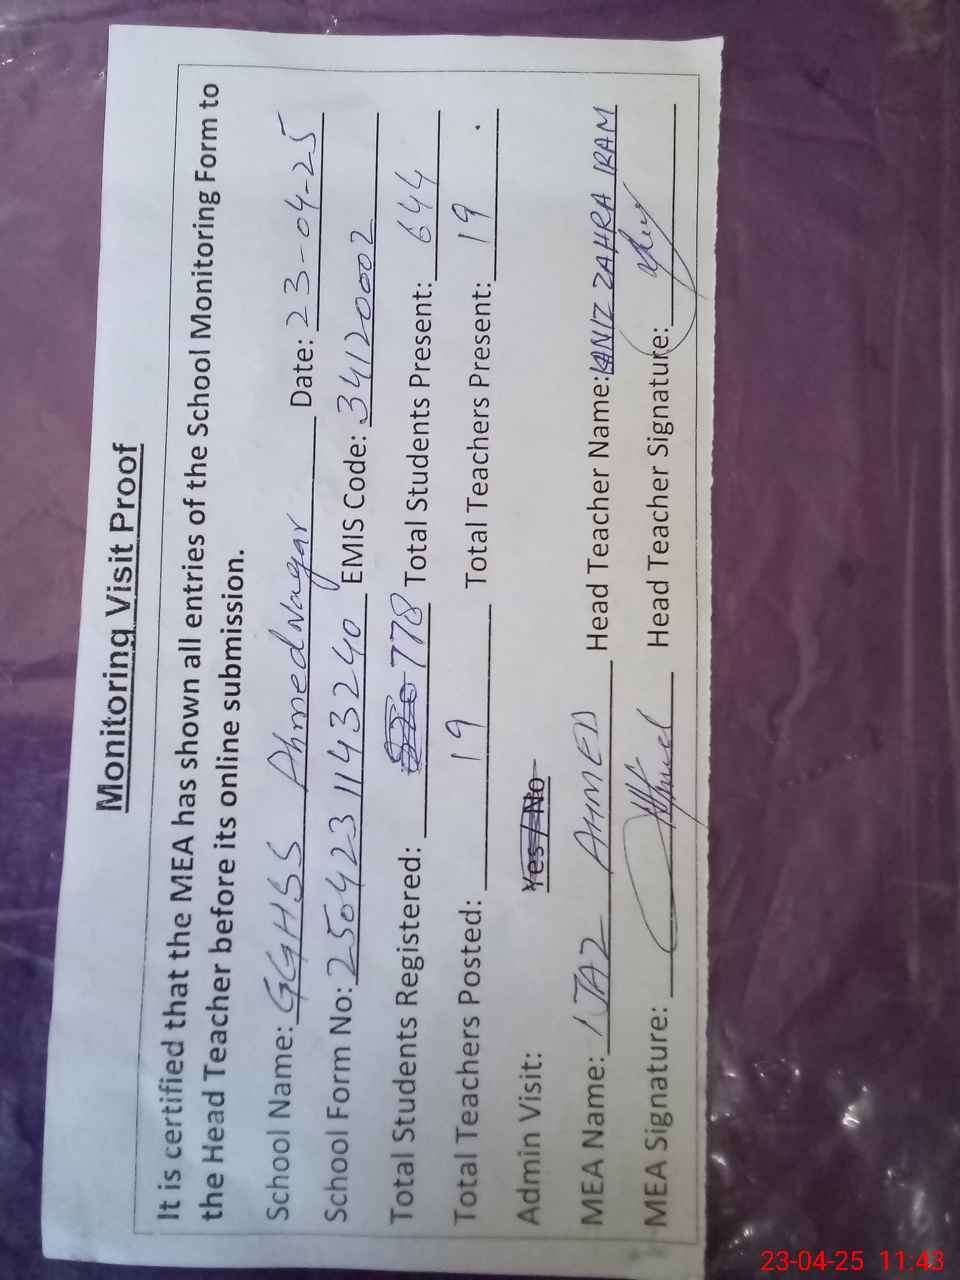 Monitoring Visit Proof
It is certified that the MEA has shown all entries of the School Monitoring Form to
the Head Teacher before its online submission.
School Name: GGHSS Ahmed Nagar Date: 23-04-25
School Form No: 2504231143240 EMIS Code: 34120002
Total Students Registered: 778 Total Students Present: 644
Total Teachers Posted: 19 Total Teachers Present: 19
Admin Visit: Yes / No
MEA Name: IJAZ AHMED Head Teacher Name: KANIZ ZAHRA IRAM
MEA Signature: Head Teacher Signature:
23-04-25 11:43